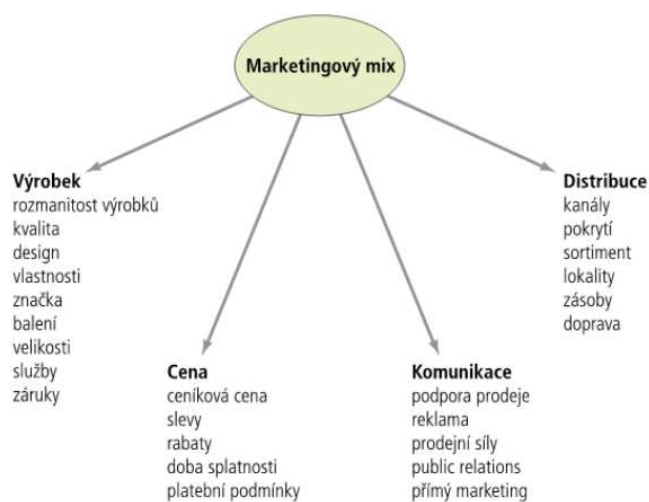 Marketingový mix
Výrobek
rozmanitost výrobků
kvalita
design
vlastnosti
značka
balení
velikosti
služby
záruky
Cena
ceníková cena
slevy
rabaty
doba splatnosti
platební podmínky
Komunikace
podpora prodeje
reklama
prodejní síly
public relations
přímý marketing
Distribuce
kanály
pokrytí
sortiment
lokality
zásoby
doprava